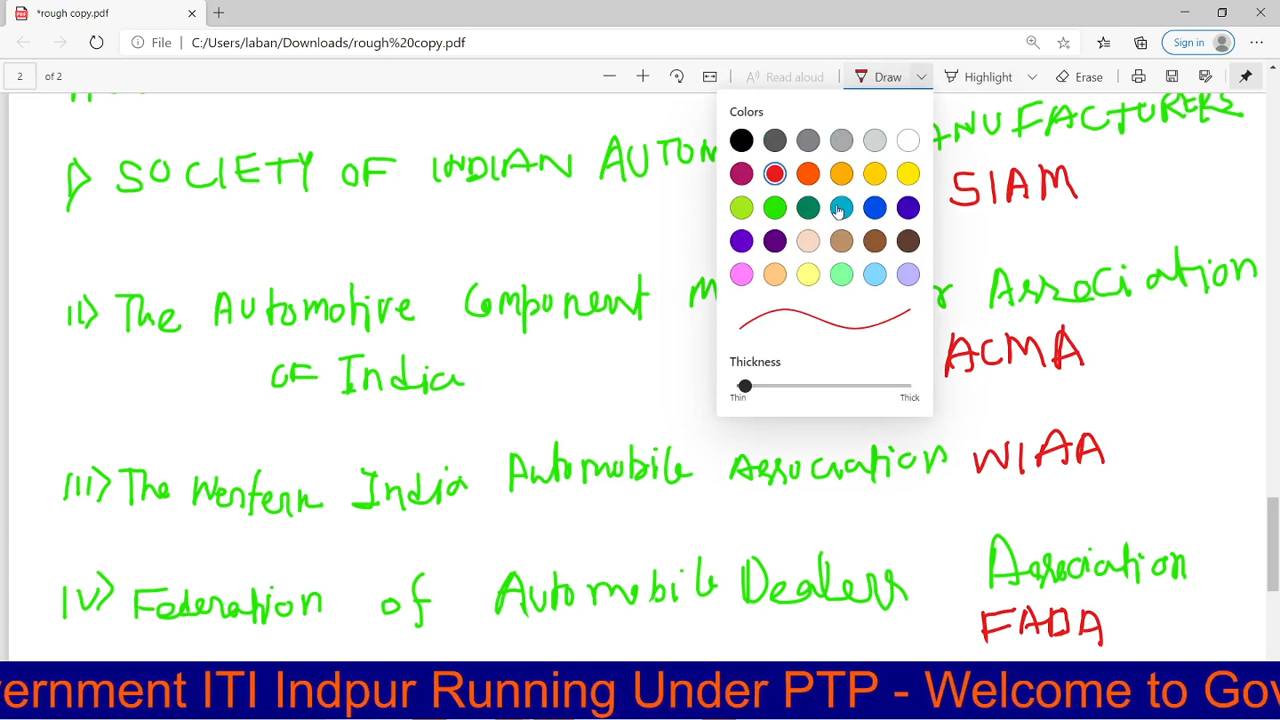 *rough copy.pdf
File C:/Users/laban/Downloads/rough%20copy.pdf Sign in
2 of 2 Read aloud Draw Highlight Erase
Colors
Thickness
Thin Thick
I) SOCIETY OF INDIAN AUTOM ANUFACTURERS
SIAM
II) The Automotive Component m r Association
of India ACMA
III) The Western India Automobile Association WIAA
IV) Federation of Automobile Dealers Association
FADA
vernment ITI Indpur Running Under PTP - Welcome to Gov